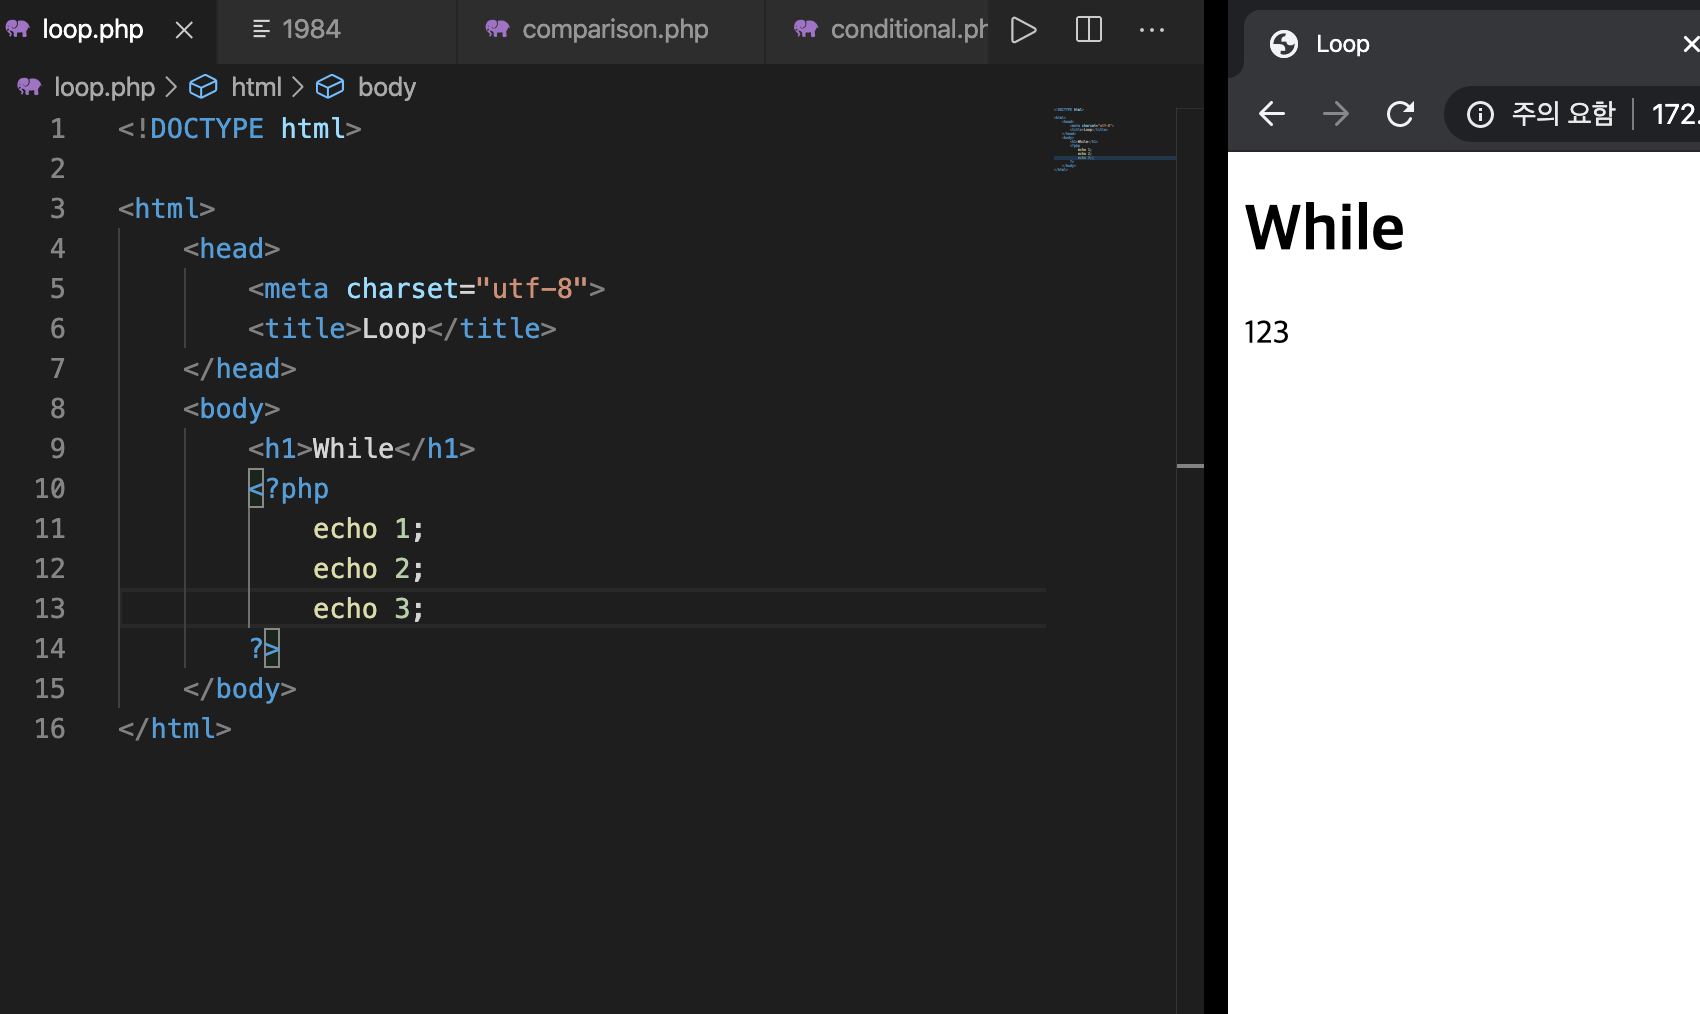 loop.php
1984
comparison.php
conditional.ph
loop.php > html > body
1 <!DOCTYPE html>
2
3 <html>
4 <head>
5 <meta charset="utf-8">
6 <title>Loop</title>
7 </head>
8 <body>
9 <h1>While</h1>
10 <?php
11 echo 1;
12 echo 2;
13 echo 3;
14 ?>
15 </body>
16 </html>
Loop
주의 요함 172.
While
123